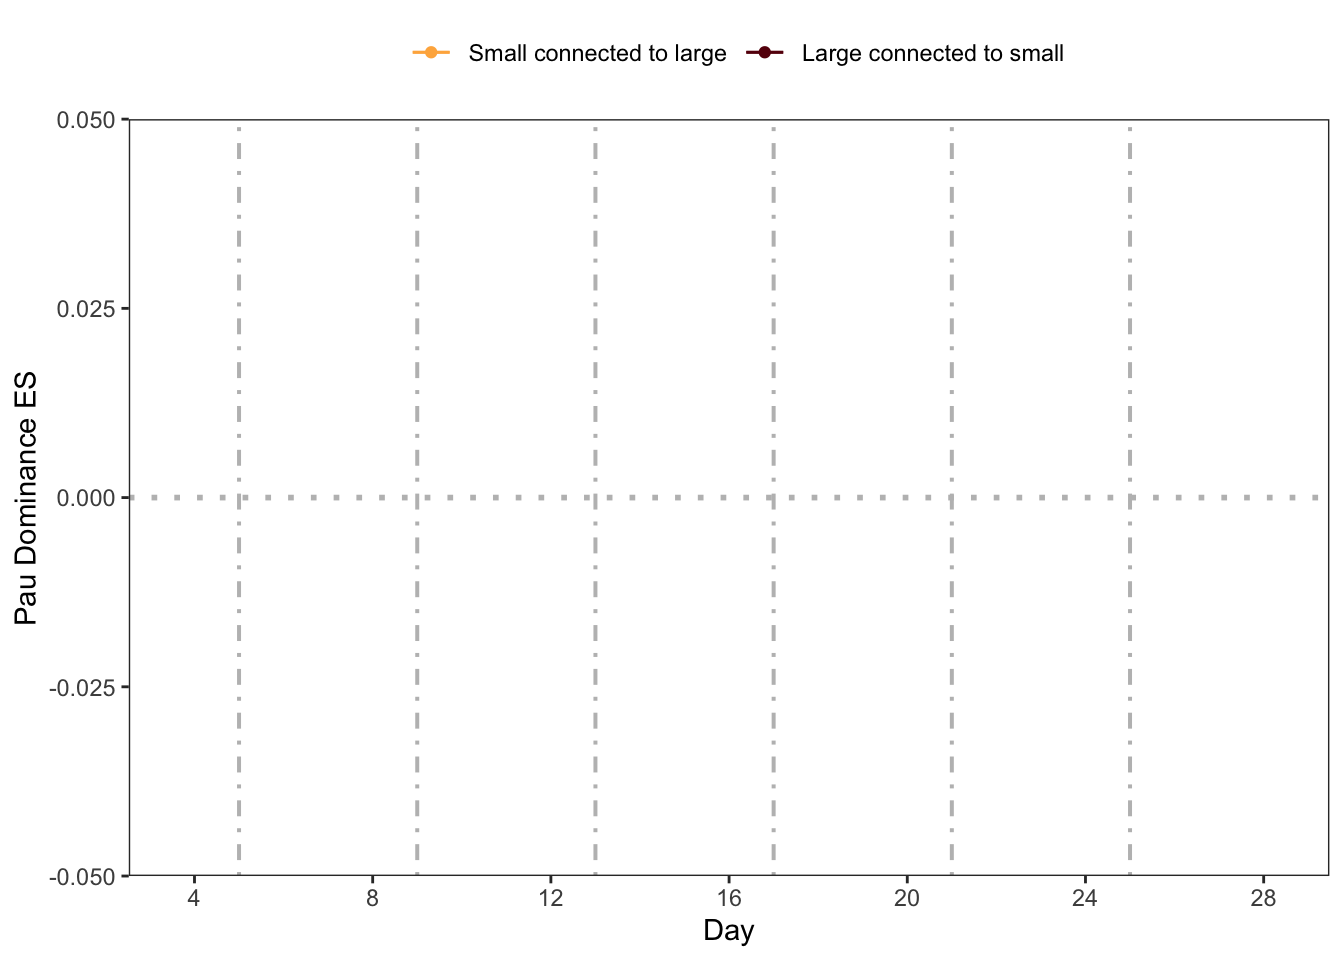 Small connected to large Large connected to small
0.050
0.025
0.000
-0.025
-0.050
Pau Dominance ES
4 8 12 16 20 24 28
Day